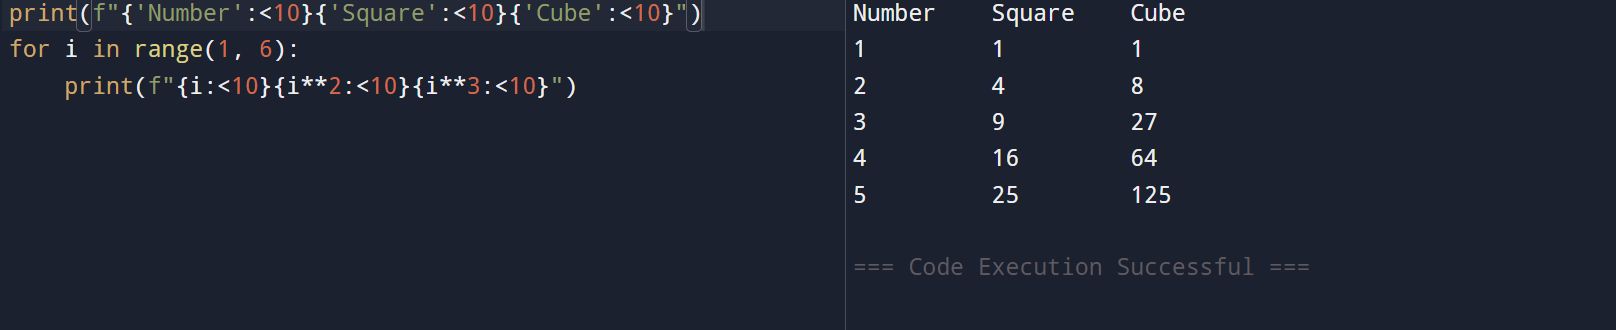 print(f"{'Number':<10}{'Square':<10}{'Cube':<10}")
for i in range(1, 6):
    print(f"{i:<10}{i**2:<10}{i**3:<10}")
Number    Square    Cube
1         1         1
2         4         8
3         9         27
4         16        64
5         25        125
=== Code Execution Successful ===